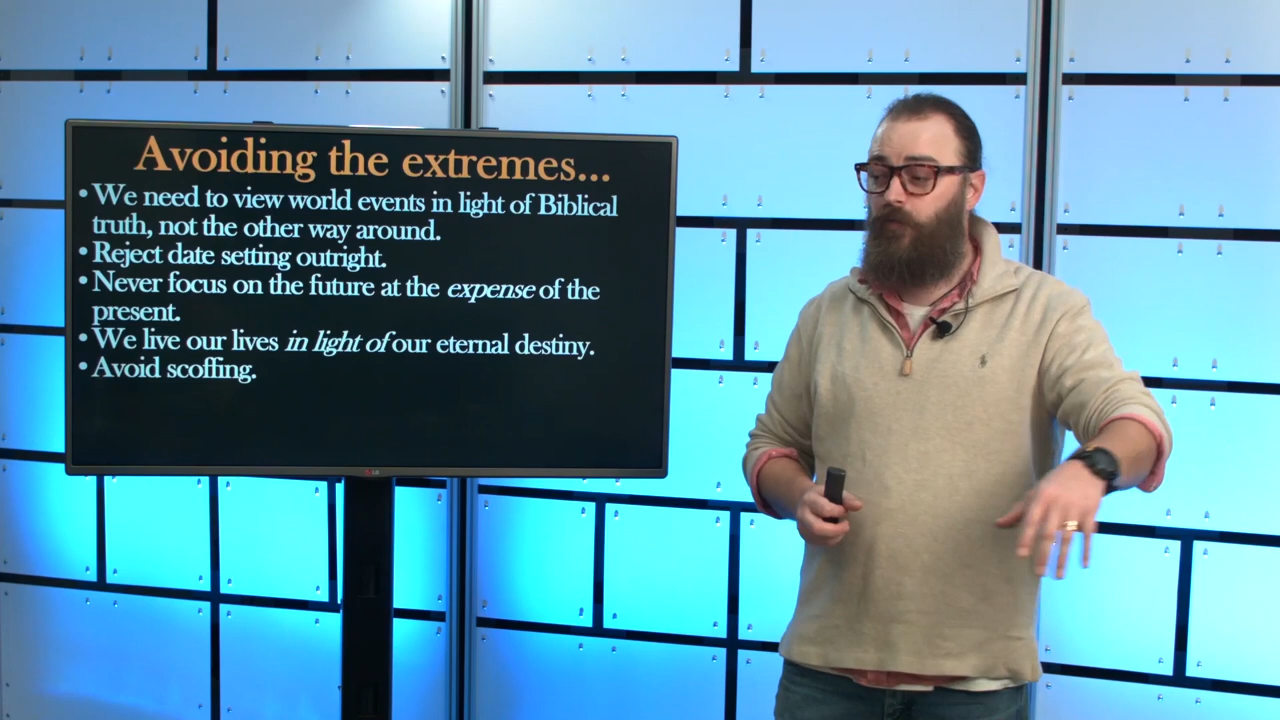 Avoiding the extremes...
• We need to view world events in light of Biblical
truth, not the other way around.
• Reject date setting outright.
• Never focus on the future at the expense of the
present.
• We live our lives in light of our eternal destiny.
• Avoid scoffing.
LG